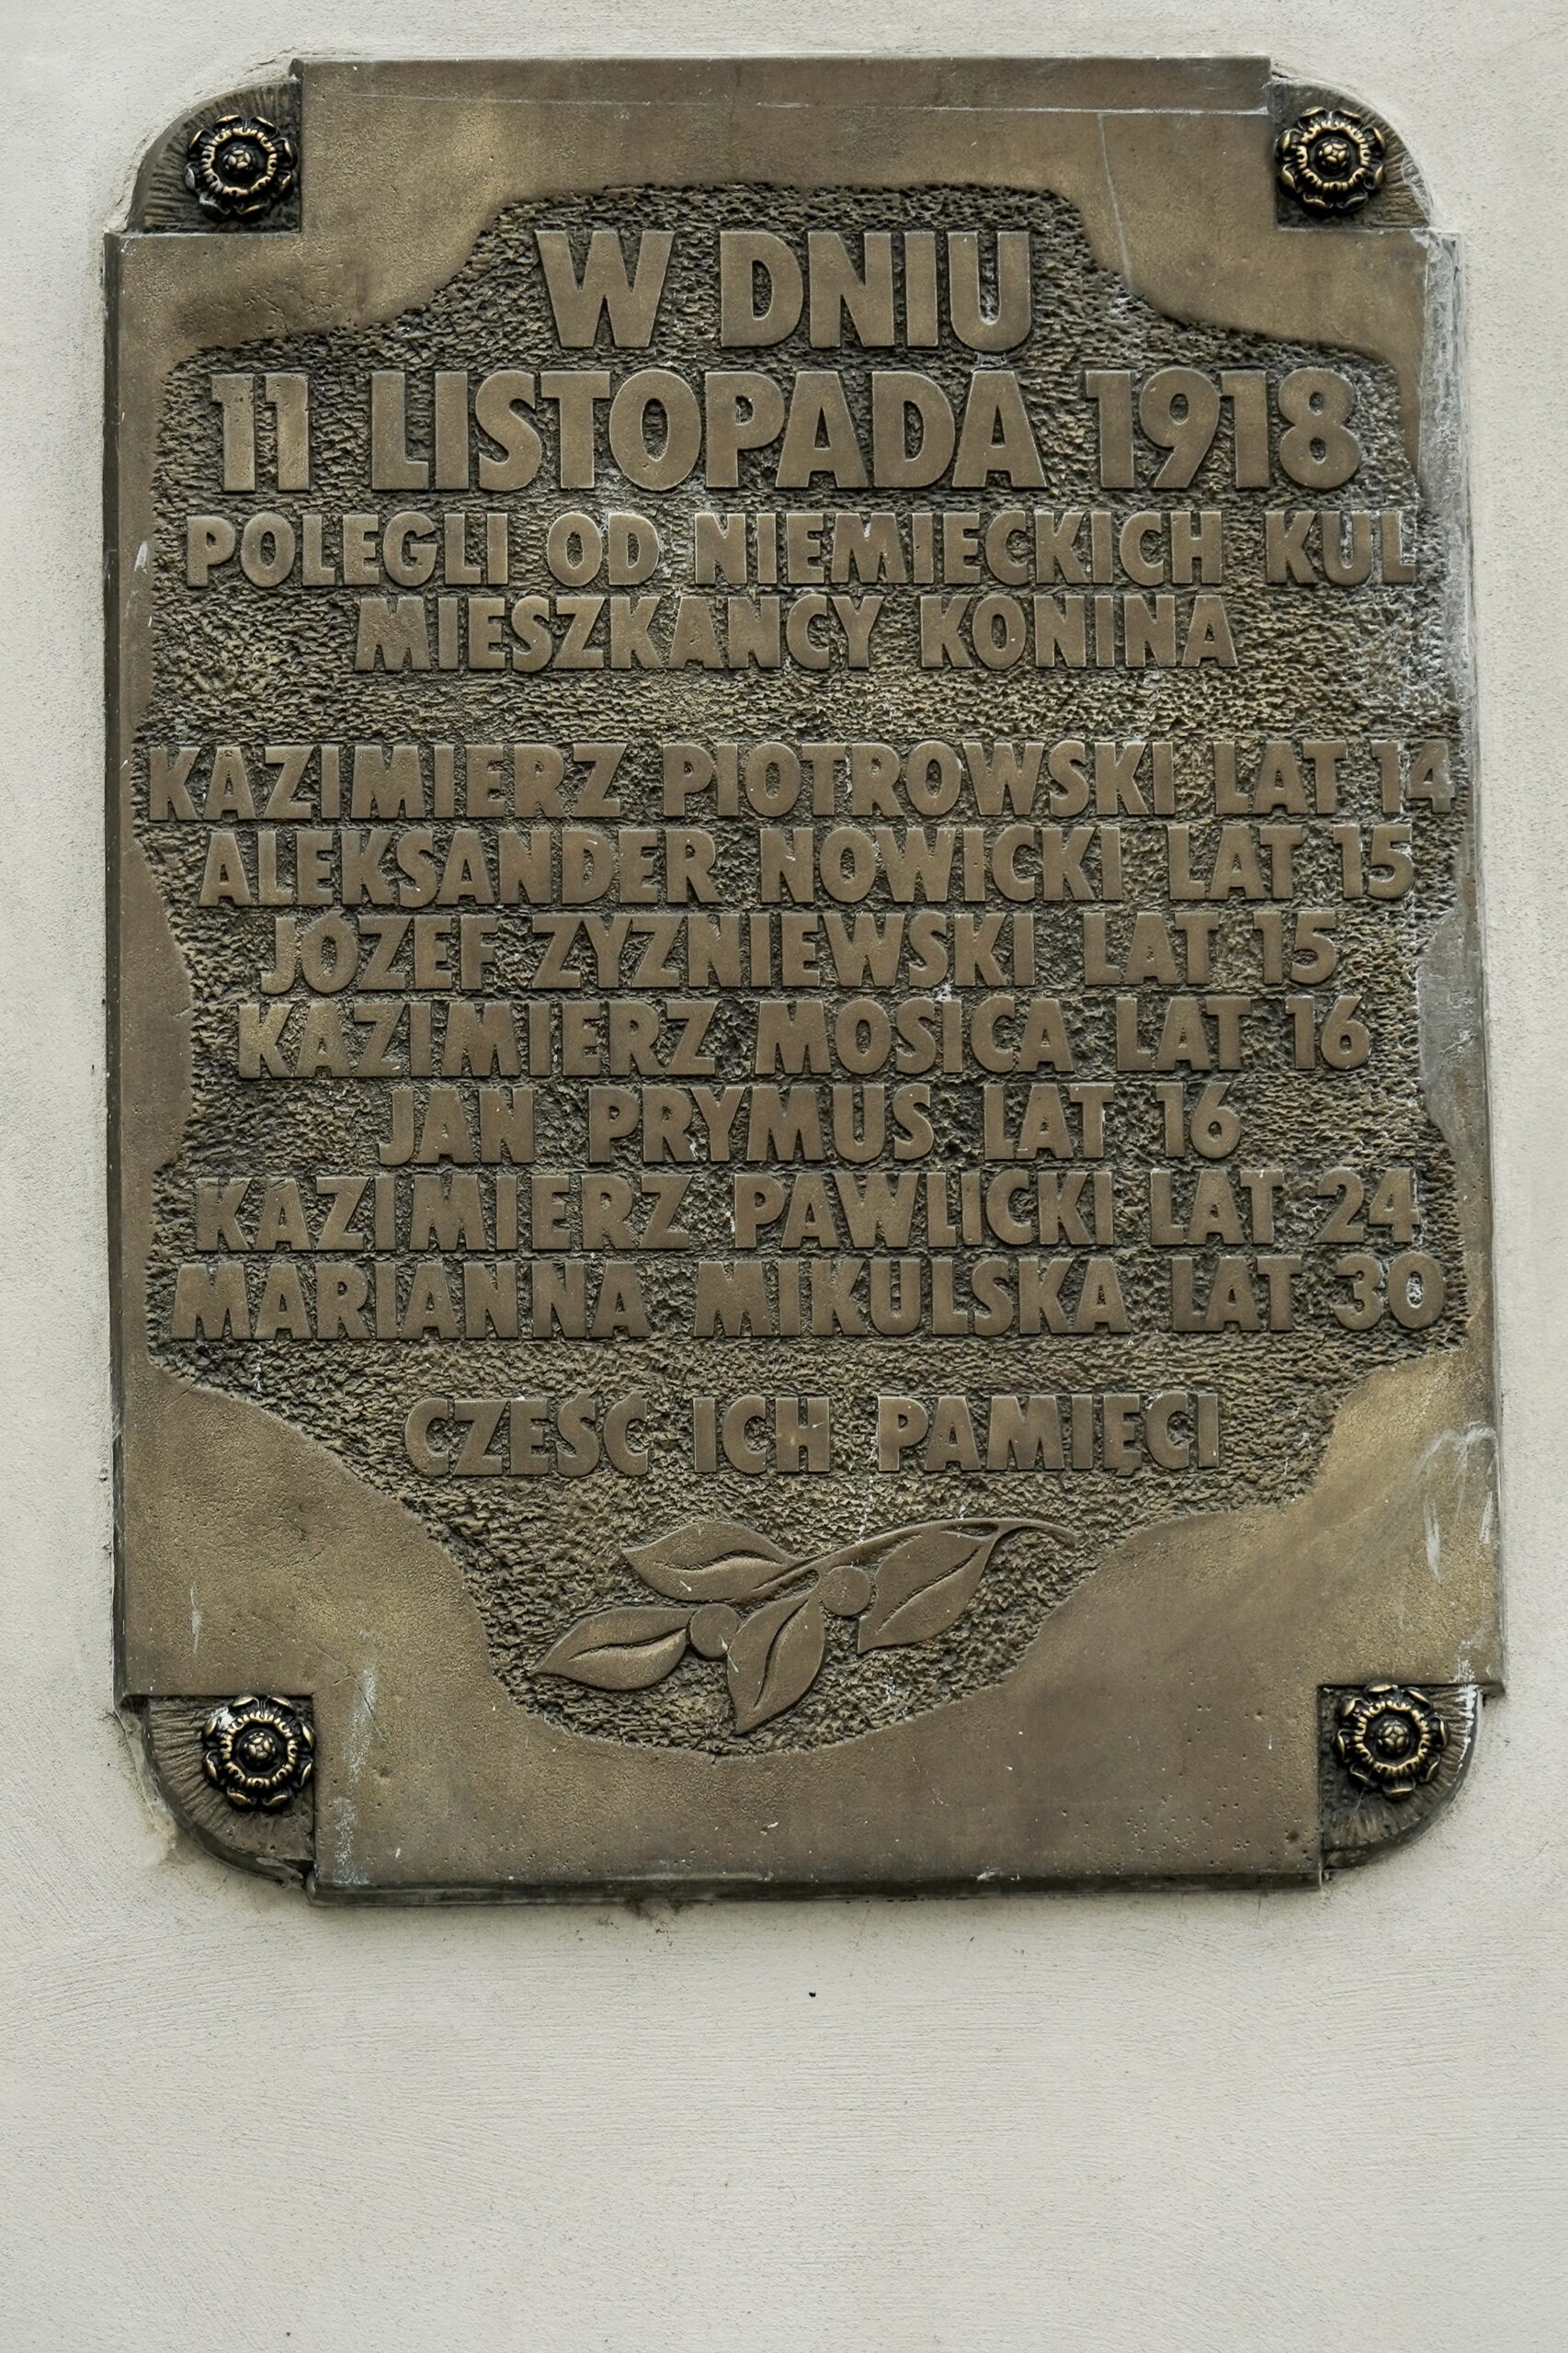 W DNIU
11 LISTOPADA 1918
POLEGLI OD NIEMIECKICH KUL
MIESZKAŃCY KONINA
KAZIMIERZ PIOTROWSKI LAT 14
ALEKSANDER NOWICKI LAT 15
JÓZEF ZYZNIEWSKI LAT 15
KAZIMIERZ MOSICA LAT 16
JAN PRYMUS LAT 16
KAZIMIERZ PAWLICKI LAT 24
MARIANNA MIKULSKA LAT 30
CZEŚĆ ICH PAMIĘCI